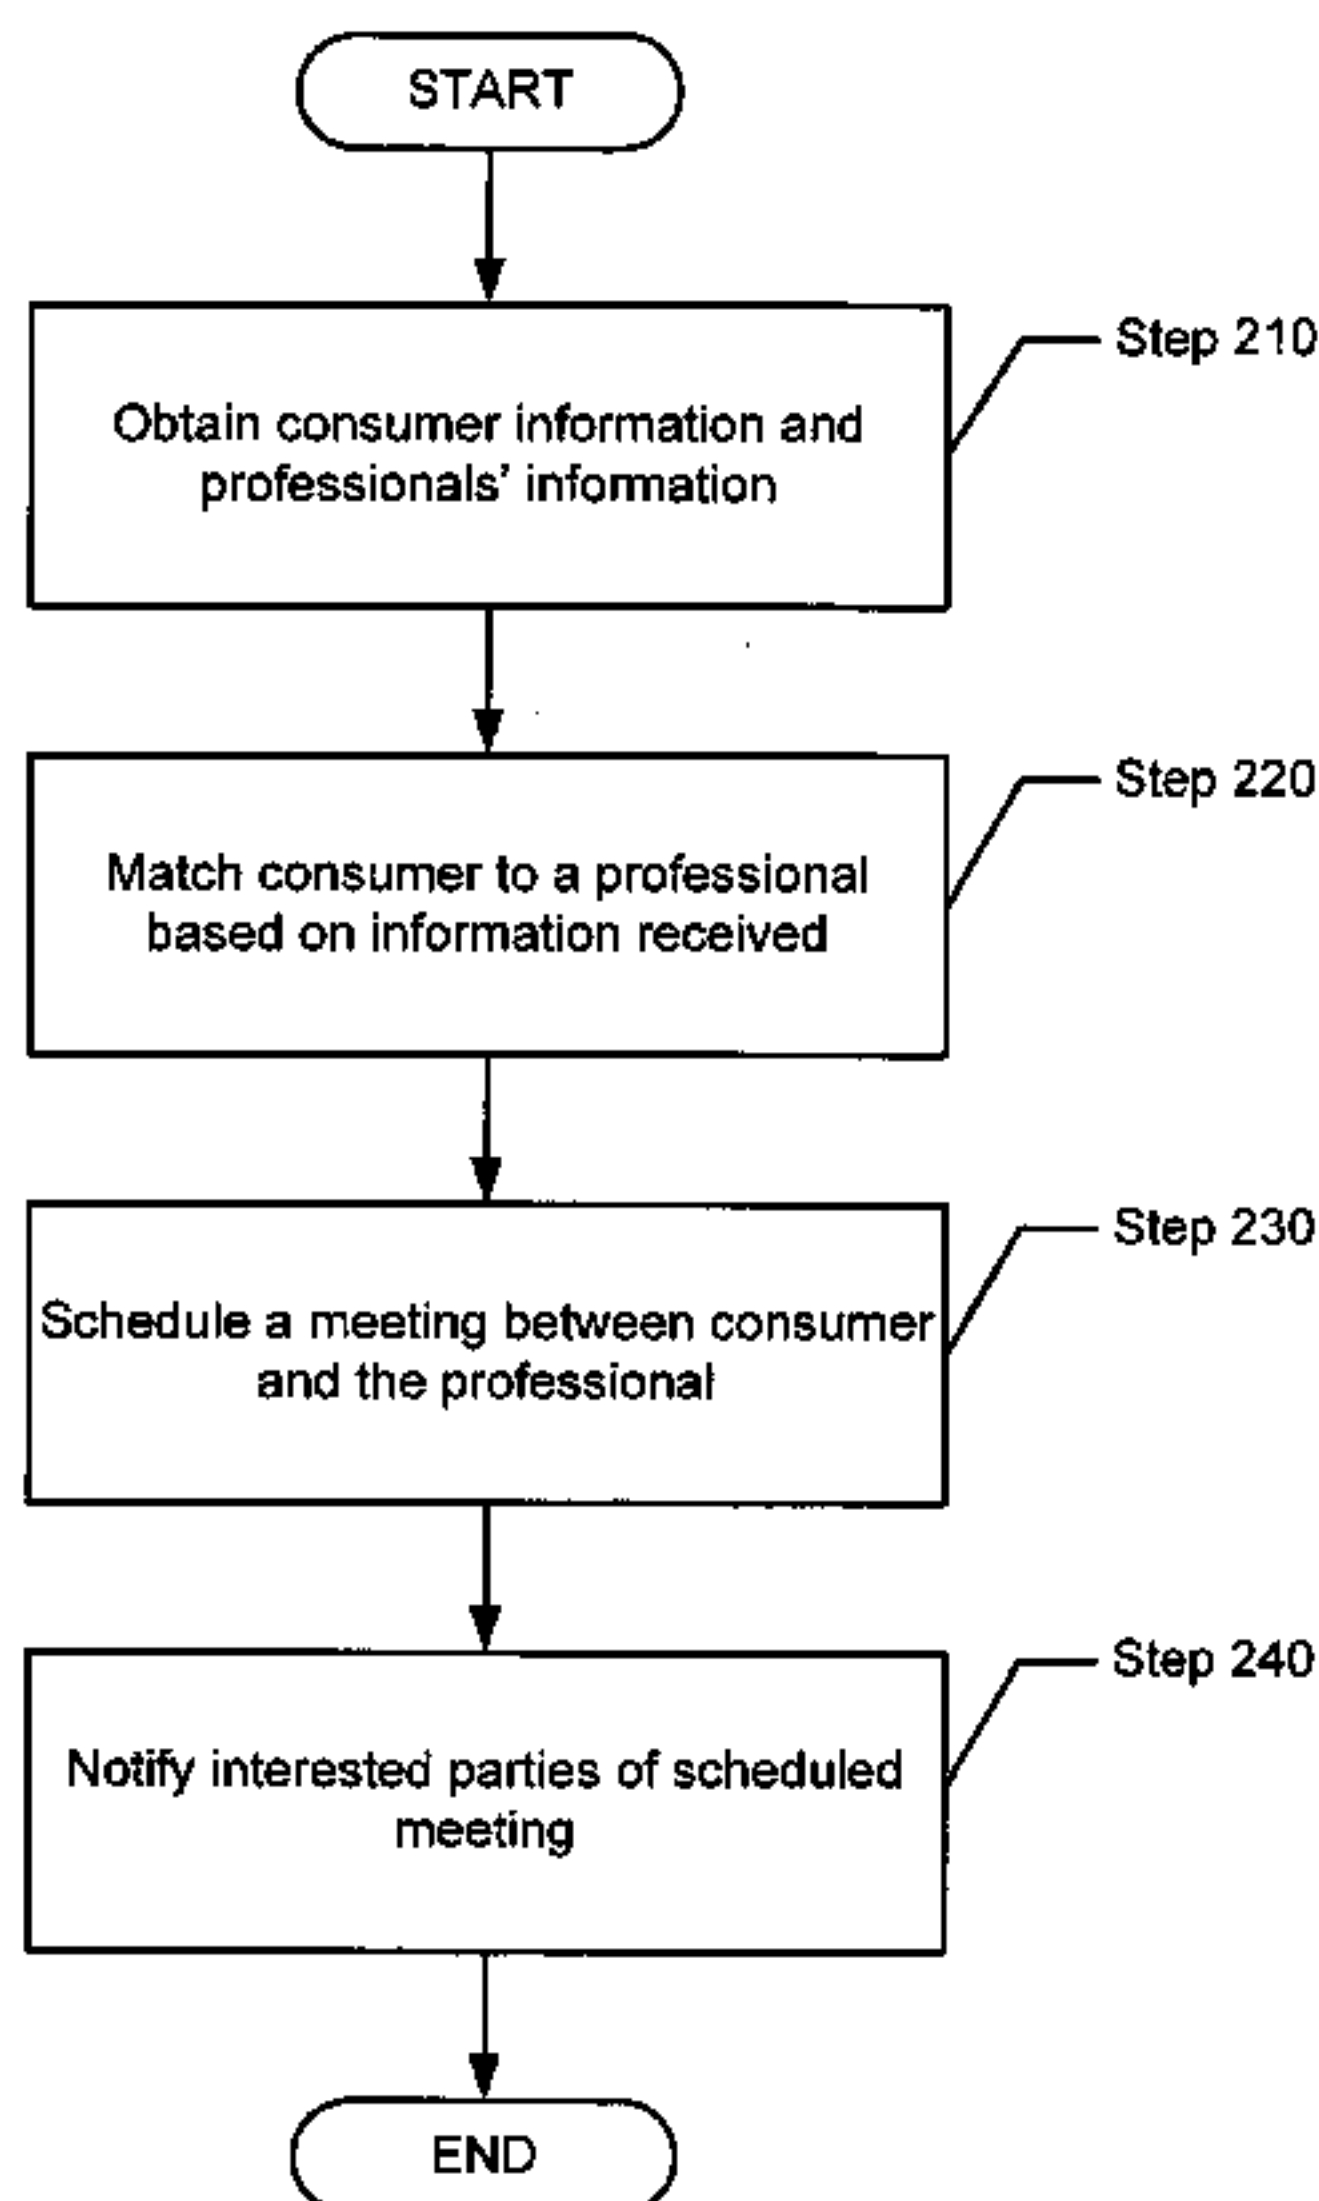 START
Step 210
Obtain consumer information and
professionals' information
Step 220
Match consumer to a professional
based on information received
Step 230
Schedule a meeting between consumer
and the professional
Step 240
Notify interested parties of scheduled
meeting
END